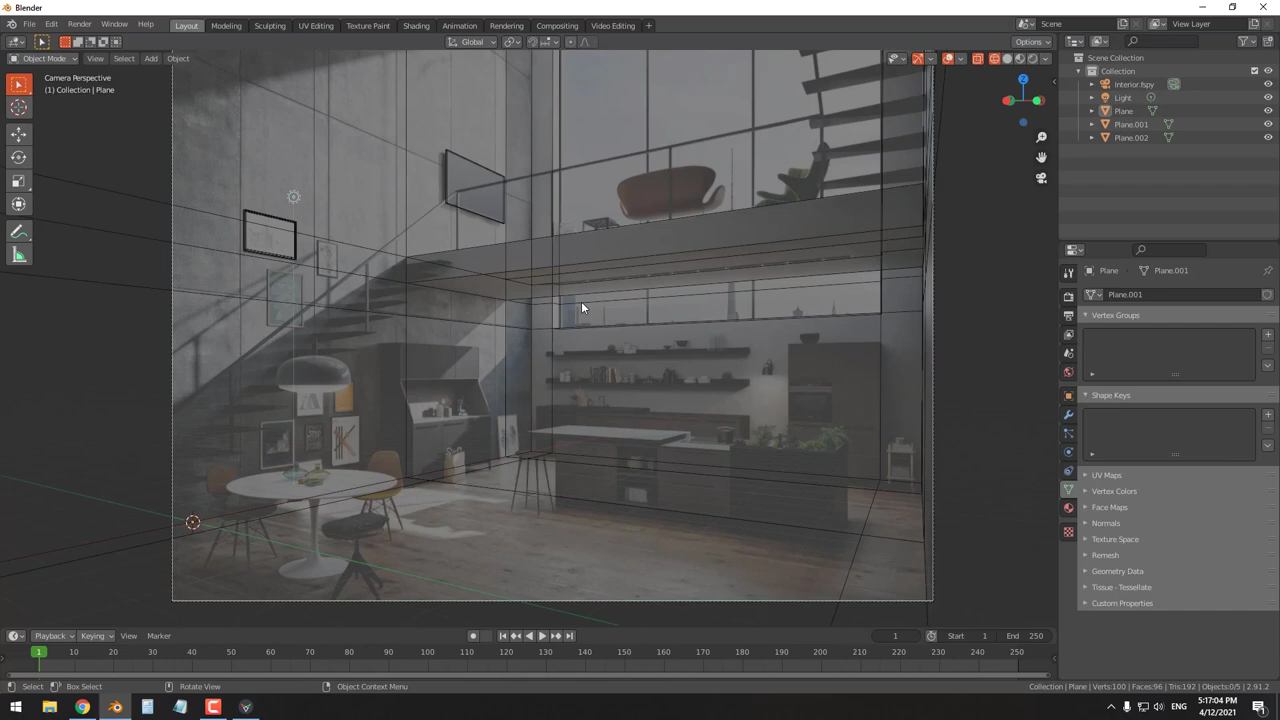 Blender
File Edit Render Window Help
Layout Modeling Sculpting UV Editing Texture Paint Shading Animation Rendering Compositing Video Editing +
Scene
View Layer
Global
Options
Object Mode View Select Add Object
Camera Perspective
(1) Collection | Plane
Z
Scene Collection
Collection
Interior.fspy
Light
Plane
Plane.001
Plane.002
Plane Plane.001
Plane.001
Vertex Groups
Shape Keys
UV Maps
Vertex Colors
Face Maps
Normals
Texture Space
Remesh
Geometry Data
Tissue - Tessellate
Custom Properties
Playback Keying View Marker
1 Start 1 End 250
1 10 20 30 40 50 60 70 80 90 100 110 120 130 140 150 160 170 180 190 200 210 220 230 240 250
Select Box Select Rotate View Object Context Menu
Collection | Plane | Verts:100 | Faces:96 | Tris:192 | Objects:0/5 | 2.91.2
ENG
5:17:04 PM
4/12/2021